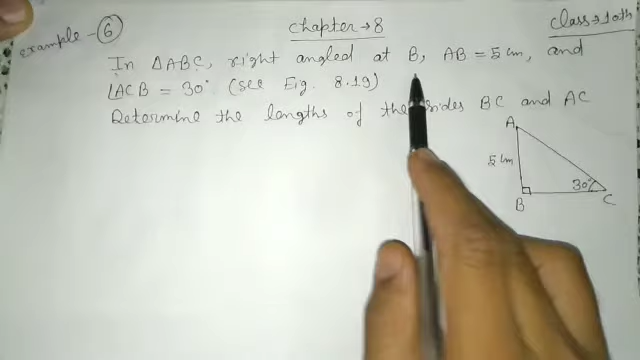 chapter → 8
class → 10th
example - 6
In △ABC, right angled at B, AB = 5 cm, and
∠ACB = 30° (see Fig. 8.19)
Determine the lengths of the sides BC and AC
A
5 cm
30°
B
C